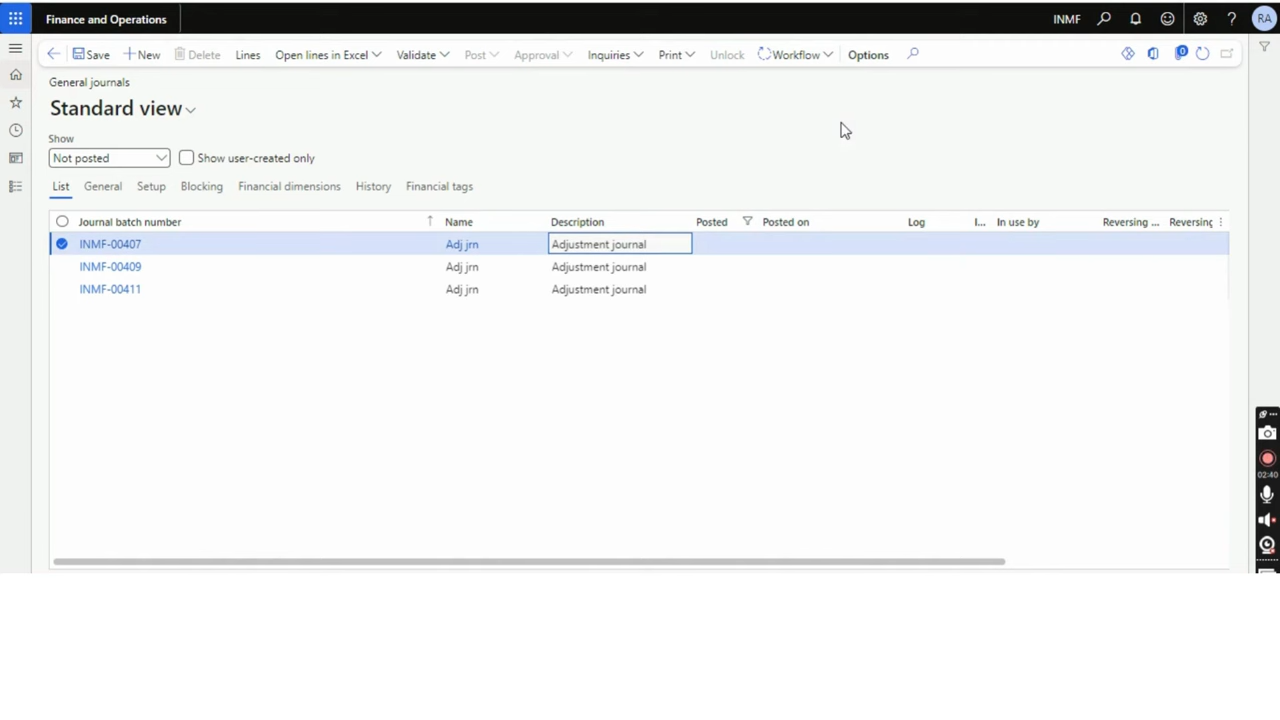 Finance and Operations INMF ? RA
Save New Delete Lines Open lines in Excel Validate Post Approval Inquiries Print Unlock Workflow Options 0
General journals
Standard view
Show
Not posted Show user-created only
List General Setup Blocking Financial dimensions History Financial tags
Journal batch number Name Description Posted Posted on Log I... In use by Reversing ... Reversing
INMF-00407 Adj jrn Adjustment journal
INMF-00409 Adj jrn Adjustment journal
INMF-00411 Adj jrn Adjustment journal
02:40